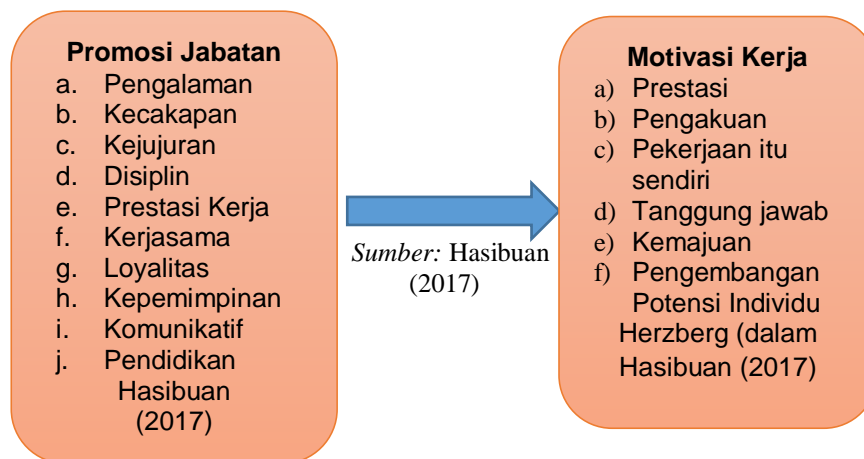 Promosi Jabatan
a. Pengalaman
b. Kecakapan
c. Kejujuran
d. Disiplin
e. Prestasi Kerja
f. Kerjasama
g. Loyalitas
h. Kepemimpinan
i. Komunikatif
j. Pendidikan
Hasibuan
(2017)
Sumber: Hasibuan
(2017)
Motivasi Kerja
a) Prestasi
b) Pengakuan
c) Pekerjaan itu
sendiri
d) Tanggung jawab
e) Kemajuan
f) Pengembangan
Potensi Individu
Herzberg (dalam
Hasibuan (2017)